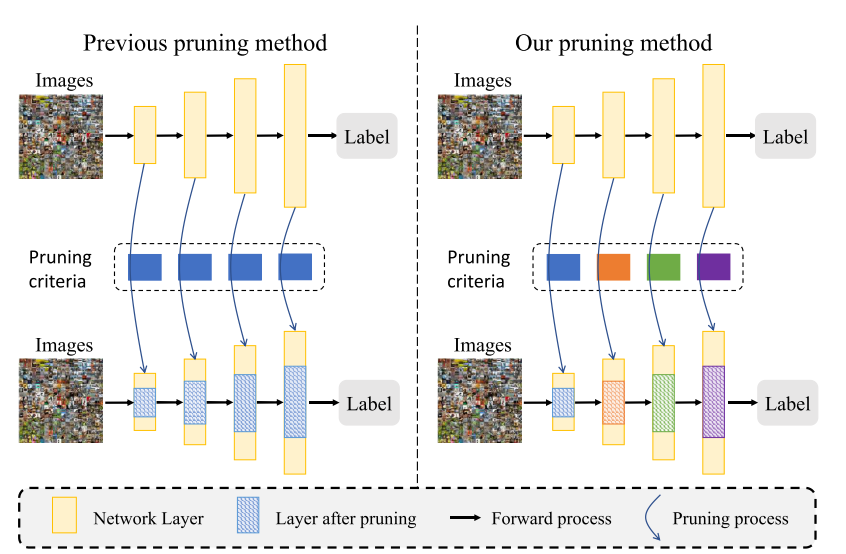 Previous pruning method
Images
Label
Pruning
criteria
Images
Label
Our pruning method
Images
Label
Pruning
criteria
Images
Label
Network Layer
Layer after pruning
Forward process
Pruning process